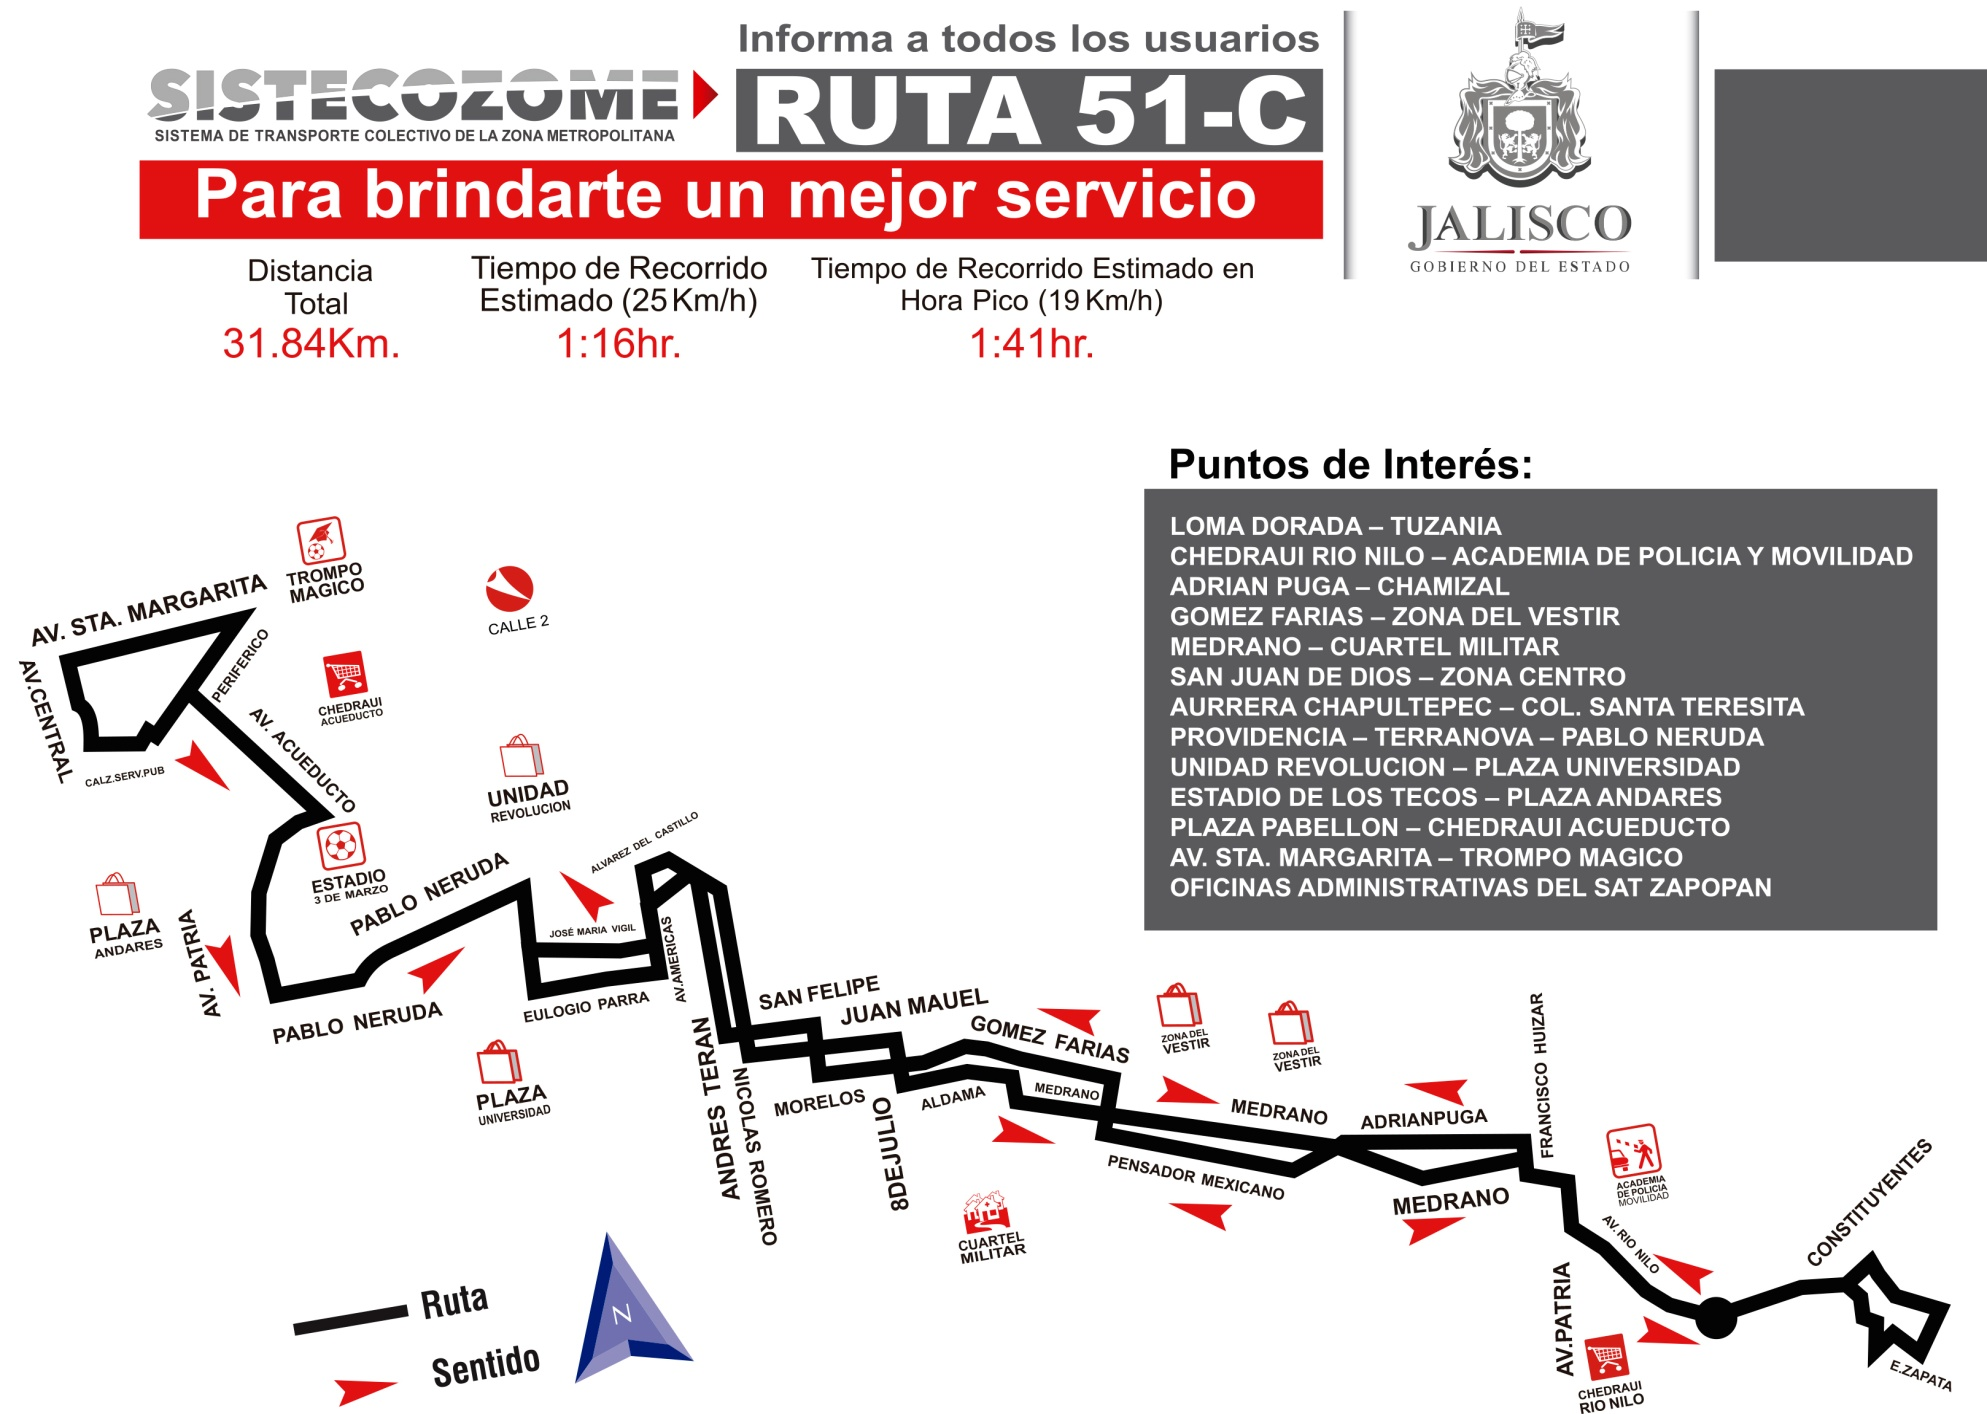 Informa a todos los usuarios
SISTECOZOME
SISTEMA DE TRANSPORTE COLECTIVO DE LA ZONA METROPOLITANA
RUTA 51-C
Para brindarte un mejor servicio
JALISCO
GOBIERNO DEL ESTADO
Distancia
Total
31.84Km.
Tiempo de Recorrido
Estimado (25 Km/h)
1:16hr.
Tiempo de Recorrido Estimado en
Hora Pico (19 Km/h)
1:41hr.
Puntos de Interés:
LOMA DORADA – TUZANIA
CHEDRAUI RIO NILO – ACADEMIA DE POLICIA Y MOVILIDAD
ADRIAN PUGA – CHAMIZAL
GOMEZ FARIAS – ZONA DEL VESTIR
MEDRANO – CUARTEL MILITAR
SAN JUAN DE DIOS – ZONA CENTRO
AURRERA CHAPULTEPEC – COL. SANTA TERESITA
PROVIDENCIA – TERRANOVA – PABLO NERUDA
UNIDAD REVOLUCION – PLAZA UNIVERSIDAD
ESTADIO DE LOS TECOS – PLAZA ANDARES
PLAZA PABELLON – CHEDRAUI ACUEDUCTO
AV. STA. MARGARITA – TROMPO MAGICO
OFICINAS ADMINISTRATIVAS DEL SAT ZAPOPAN
TROMPO
MAGICO
AV. STA. MARGARITA
CALLE 2
PERIFERICO
AV.CENTRAL
CHEDRAUI
ACUEDUCTO
AV. ACUEDUCTO
CALZ.SERV.PUB
UNIDAD
REVOLUCION
ALVAREZ DEL CASTILLO
ESTADIO
3 DE MARZO
PABLO NERUDA
PLAZA
ANDARES
AV. PATRIA
JOSÉ MARIA VIGIL
AV.AMERICAS
EULOGIO PARRA
PABLO NERUDA
PLAZA
UNIVERSIDAD
SAN FELIPE
JUAN MAUEL
GOMEZ FARIAS
ZONA DEL
VESTIR
ZONA DEL
VESTIR
ANDRES TERAN
NICOLAS ROMERO
MORELOS
8DEJULIO
ALDAMA
MEDRANO
MEDRANO
ADRIANPUGA
FRANCISCO HUIZAR
PENSADOR MEXICANO
MEDRANO
ACADEMIA
DE POLICIA
MOVILIDAD
CUARTEL
MILITAR
AV. RIO NILO
CONSTITUYENTES
AV.PATRIA
CHEDRAUI
RIO NILO
E.ZAPATA
Ruta
N
Sentido